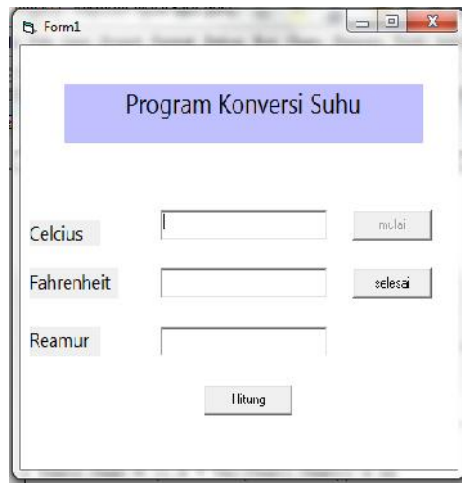 Form1
Program Konversi Suhu
Celcius
mulai
Fahrenheit
selesai
Reamur
Hitung